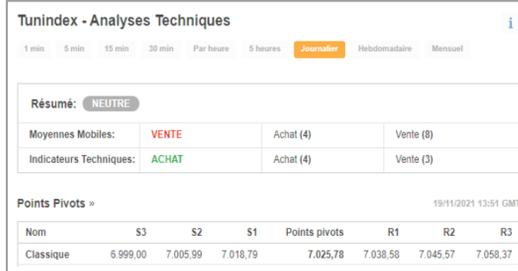 Tunindex - Analyses Techniques i
1 min 5 min 15 min 30 min Par heure 5 heures Journalier Hebdomadaire Mensuel
Résumé: NEUTRE
Moyennes Mobiles: VENTE Achat (4) Vente (8)
Indicateurs Techniques: ACHAT Achat (4) Vente (3)
Points Pivots » 19/11/2021 13:51 GMT
Nom S3 S2 S1 Points pivots R1 R2 R3
Classique 6.999,00 7.005,99 7.018,79 7.025,78 7.038,58 7.045,57 7.058,37